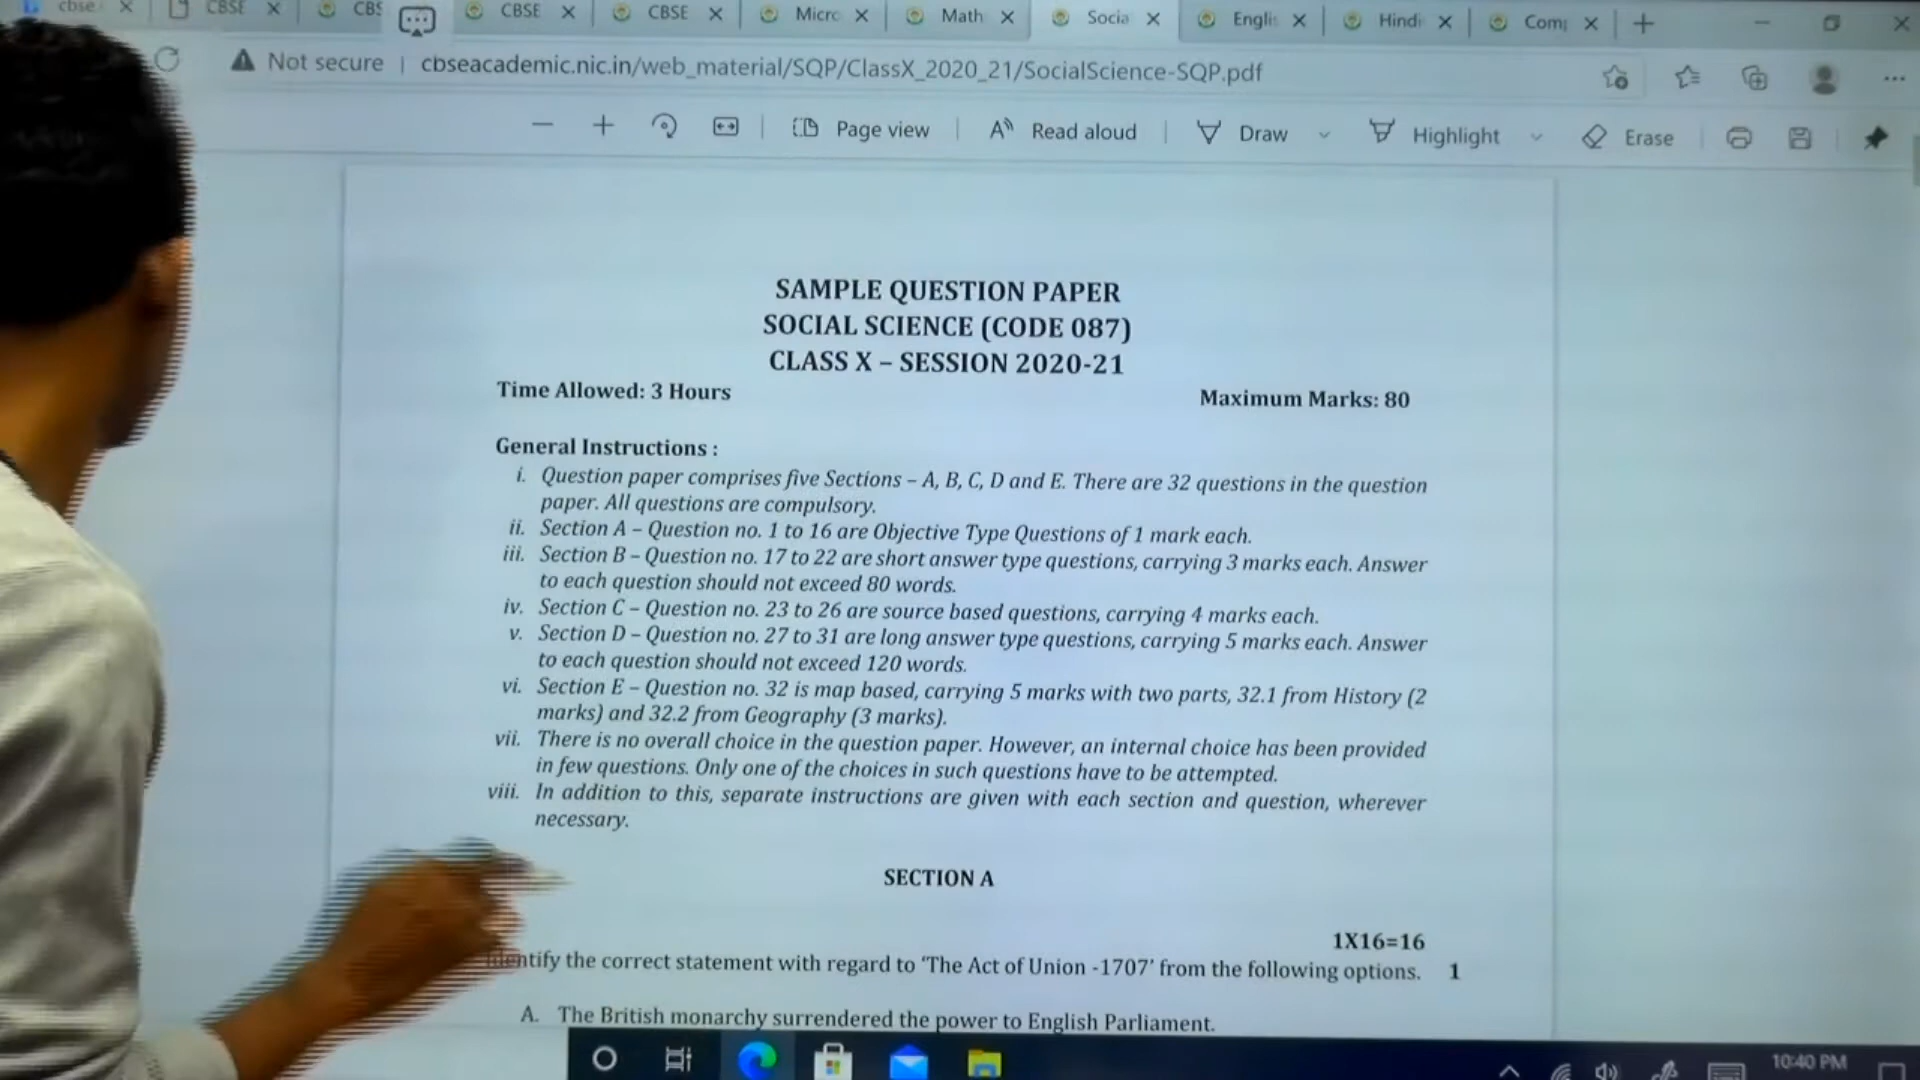 cbse
CBSE
CBS
CBSE
CBSE
Micro
Math
Socia
Englis
Hindi
Com
Not secure | cbseacademic.nic.in/web_material/SQP/ClassX_2020_21/SocialScience-SQP.pdf
Page view
Read aloud
Draw
Highlight
Erase
SAMPLE QUESTION PAPER
SOCIAL SCIENCE (CODE 087)
CLASS X – SESSION 2020-21
Time Allowed: 3 Hours
Maximum Marks: 80
General Instructions :
i. Question paper comprises five Sections – A, B, C, D and E. There are 32 questions in the question
paper. All questions are compulsory.
ii. Section A – Question no. 1 to 16 are Objective Type Questions of 1 mark each.
iii. Section B – Question no. 17 to 22 are short answer type questions, carrying 3 marks each. Answer
to each question should not exceed 80 words.
iv. Section C – Question no. 23 to 26 are source based questions, carrying 4 marks each.
v. Section D – Question no. 27 to 31 are long answer type questions, carrying 5 marks each. Answer
to each question should not exceed 120 words.
vi. Section E – Question no. 32 is map based, carrying 5 marks with two parts, 32.1 from History (2
marks) and 32.2 from Geography (3 marks).
vii. There is no overall choice in the question paper. However, an internal choice has been provided
in few questions. Only one of the choices in such questions have to be attempted.
viii. In addition to this, separate instructions are given with each section and question, wherever
necessary.
SECTION A
1X16=16
Identify the correct statement with regard to 'The Act of Union -1707' from the following options. 1
A. The British monarchy surrendered the power to English Parliament.
10:40 PM